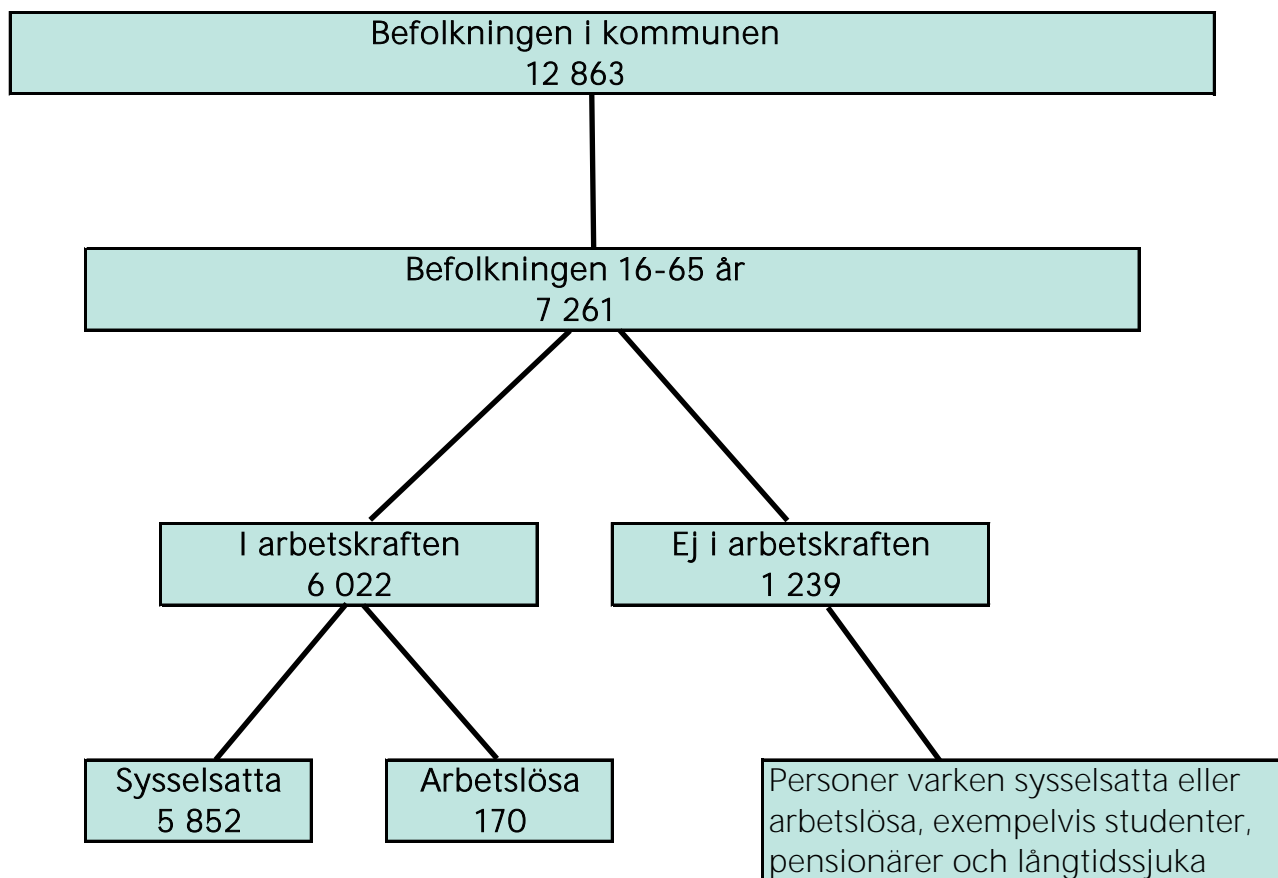 Befolkningen i kommunen
12 863
Befolkningen 16-65 år
7 261
I arbetskraften
6 022
Ej i arbetskraften
1 239
Sysselsatta
5 852
Arbetslösa
170
Personer varken sysselsatta eller
arbetslösa, exempelvis studenter,
pensionärer och långtidssjuka